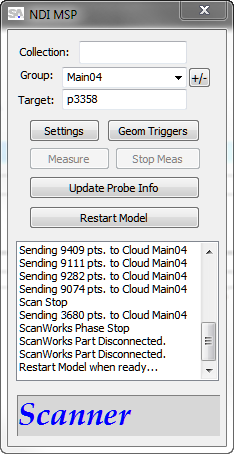 SA NDI MSP
Collection:
Group: Main04 +/-
Target: p3358
Settings Geom Triggers
Measure Stop Meas
Update Probe Info
Restart Model
Sending 9409 pts. to Cloud Main04
Sending 9111 pts. to Cloud Main04
Sending 9282 pts. to Cloud Main04
Sending 9074 pts. to Cloud Main04
Scan Stop
Sending 3680 pts. to Cloud Main04
ScanWorks Phase Stop
ScanWorks Part Disconnected.
ScanWorks Part Disconnected.
Restart Model when ready...
Scanner